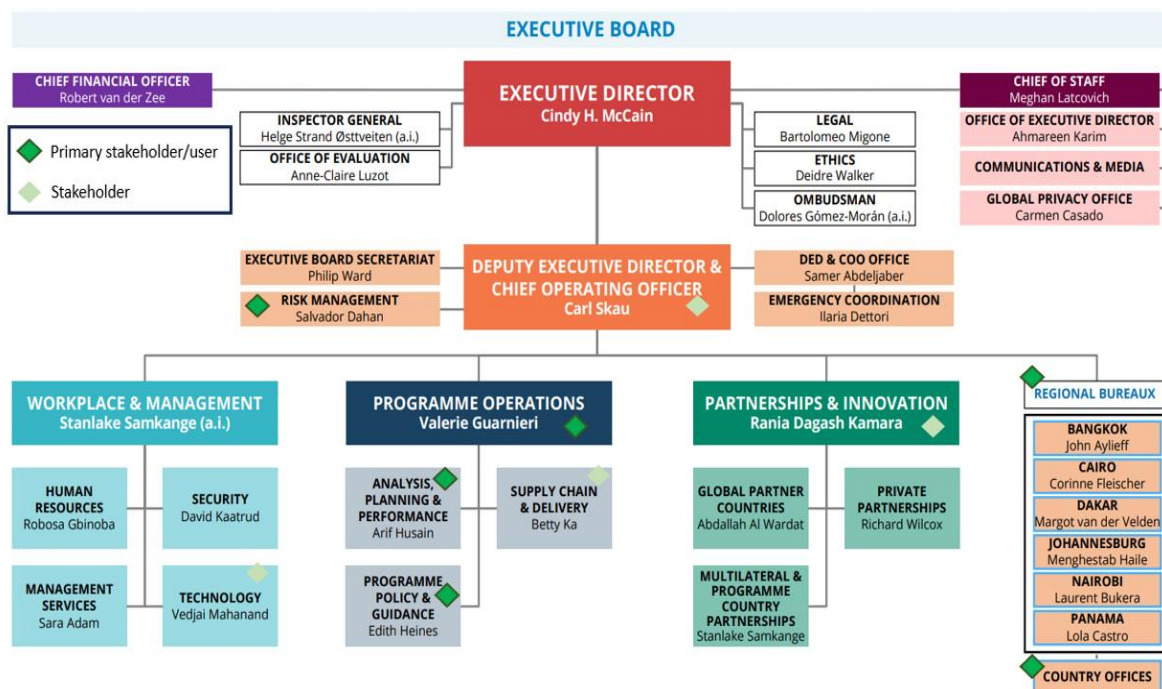 EXECUTIVE BOARD
CHIEF FINANCIAL OFFICER
Robert van der Zee
EXECUTIVE DIRECTOR
Cindy H. McCain
CHIEF OF STAFF
Meghan Latcovich
INSPECTOR GENERAL
Helge Strand Østtveiten (a.i.)
OFFICE OF EVALUATION
Anne-Claire Luzot
LEGAL
Bartolomeo Migone
ETHICS
Deidre Walker
OMBUDSMAN
Dolores Gómez-Morán (a.i.)
OFFICE OF EXECUTIVE DIRECTOR
Ahmareen Karim
COMMUNICATIONS & MEDIA
GLOBAL PRIVACY OFFICE
Carmen Casado
Primary stakeholder/user
Stakeholder
EXECUTIVE BOARD SECRETARIAT
Philip Ward
RISK MANAGEMENT
Salvador Dahan
DEPUTY EXECUTIVE DIRECTOR &
CHIEF OPERATING OFFICER
Carl Skau
DED & COO OFFICE
Samer Abdeljaber
EMERGENCY COORDINATION
Ilaria Dettori
WORKPLACE & MANAGEMENT
Stanlake Samkange (a.i.)
HUMAN
RESOURCES
Robosa Gbinoba
SECURITY
David Kaatrud
MANAGEMENT
SERVICES
Sara Adam
TECHNOLOGY
Vedjai Mahanand
PROGRAMME OPERATIONS
Valerie Guarnieri
ANALYSIS,
PLANNING &
PERFORMANCE
Arif Husain
SUPPLY CHAIN
& DELIVERY
Betty Ka
PROGRAMME
POLICY &
GUIDANCE
Edith Heines
PARTNERSHIPS & INNOVATION
Rania Dagash Kamara
GLOBAL PARTNER
COUNTRIES
Abdallah Al Wardat
PRIVATE
PARTNERSHIPS
Richard Wilcox
MULTILATERAL &
PROGRAMME
COUNTRY
PARTNERSHIPS
Stanlake Samkange
REGIONAL BUREAUX
BANGKOK
John Aylieff
CAIRO
Corinne Fleischer
DAKAR
Margot van der Velden
JOHANNESBURG
Menghestab Haile
NAIROBI
Laurent Bukera
PANAMA
Lola Castro
COUNTRY OFFICES